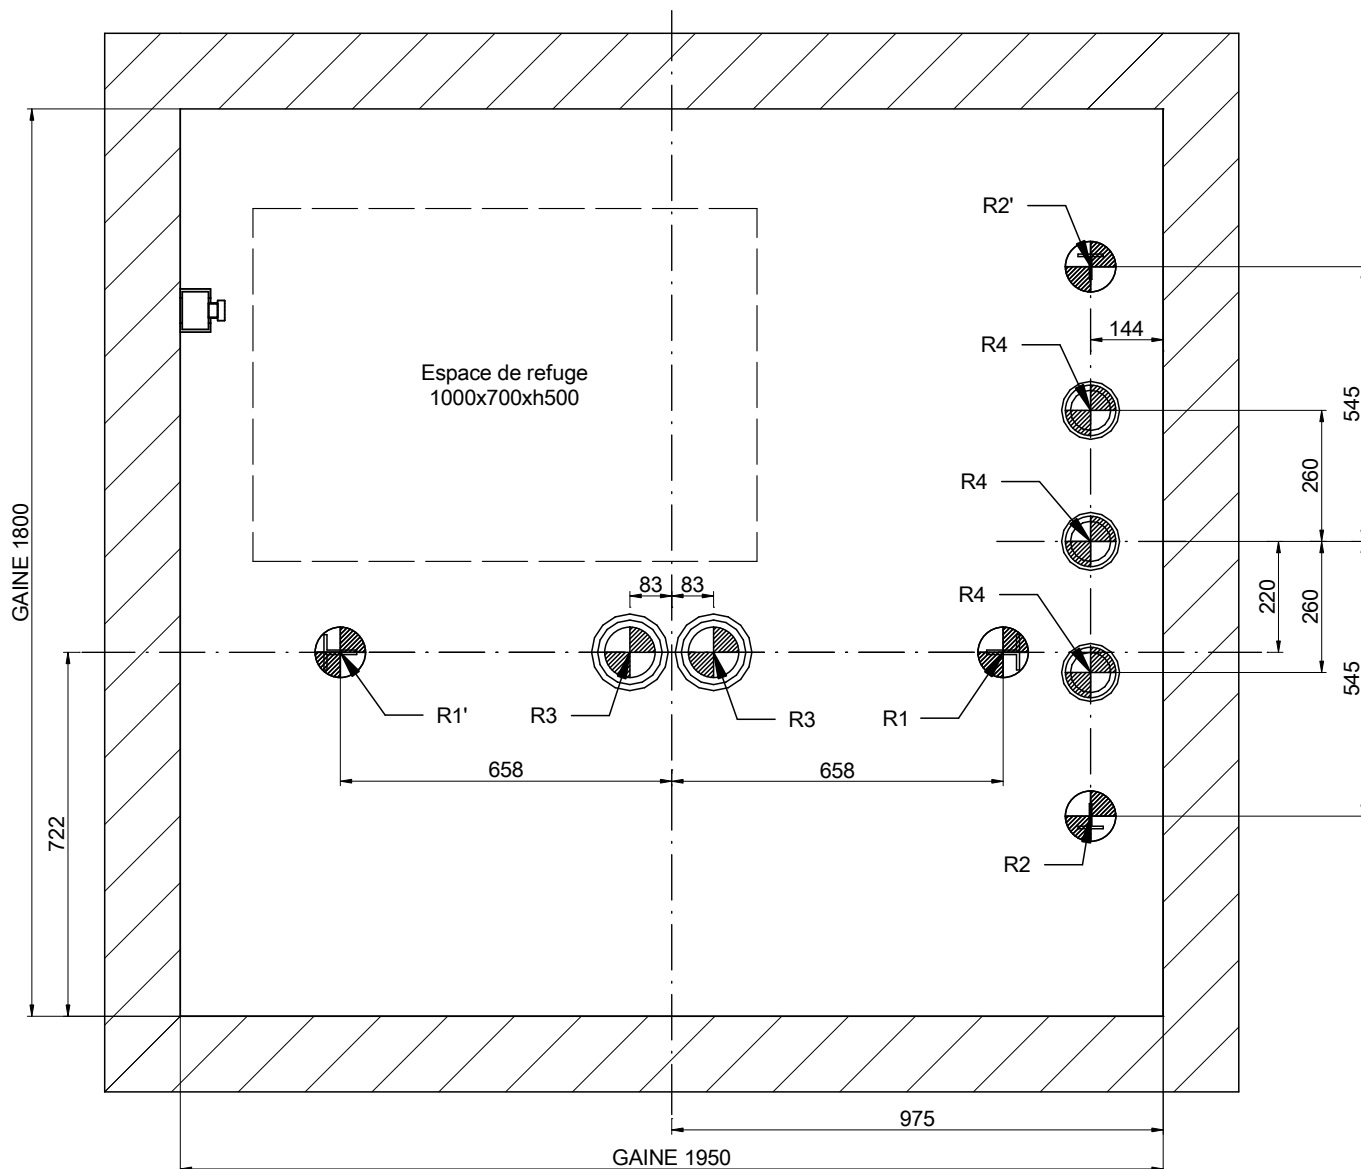 R2'
144
R4
545
Espace de refuge
1000x700xh500
260
R4
GAINE 1800
83
83
R4
220
260
545
R1'
R3
R3
R1
658
658
722
R2
975
GAINE 1950